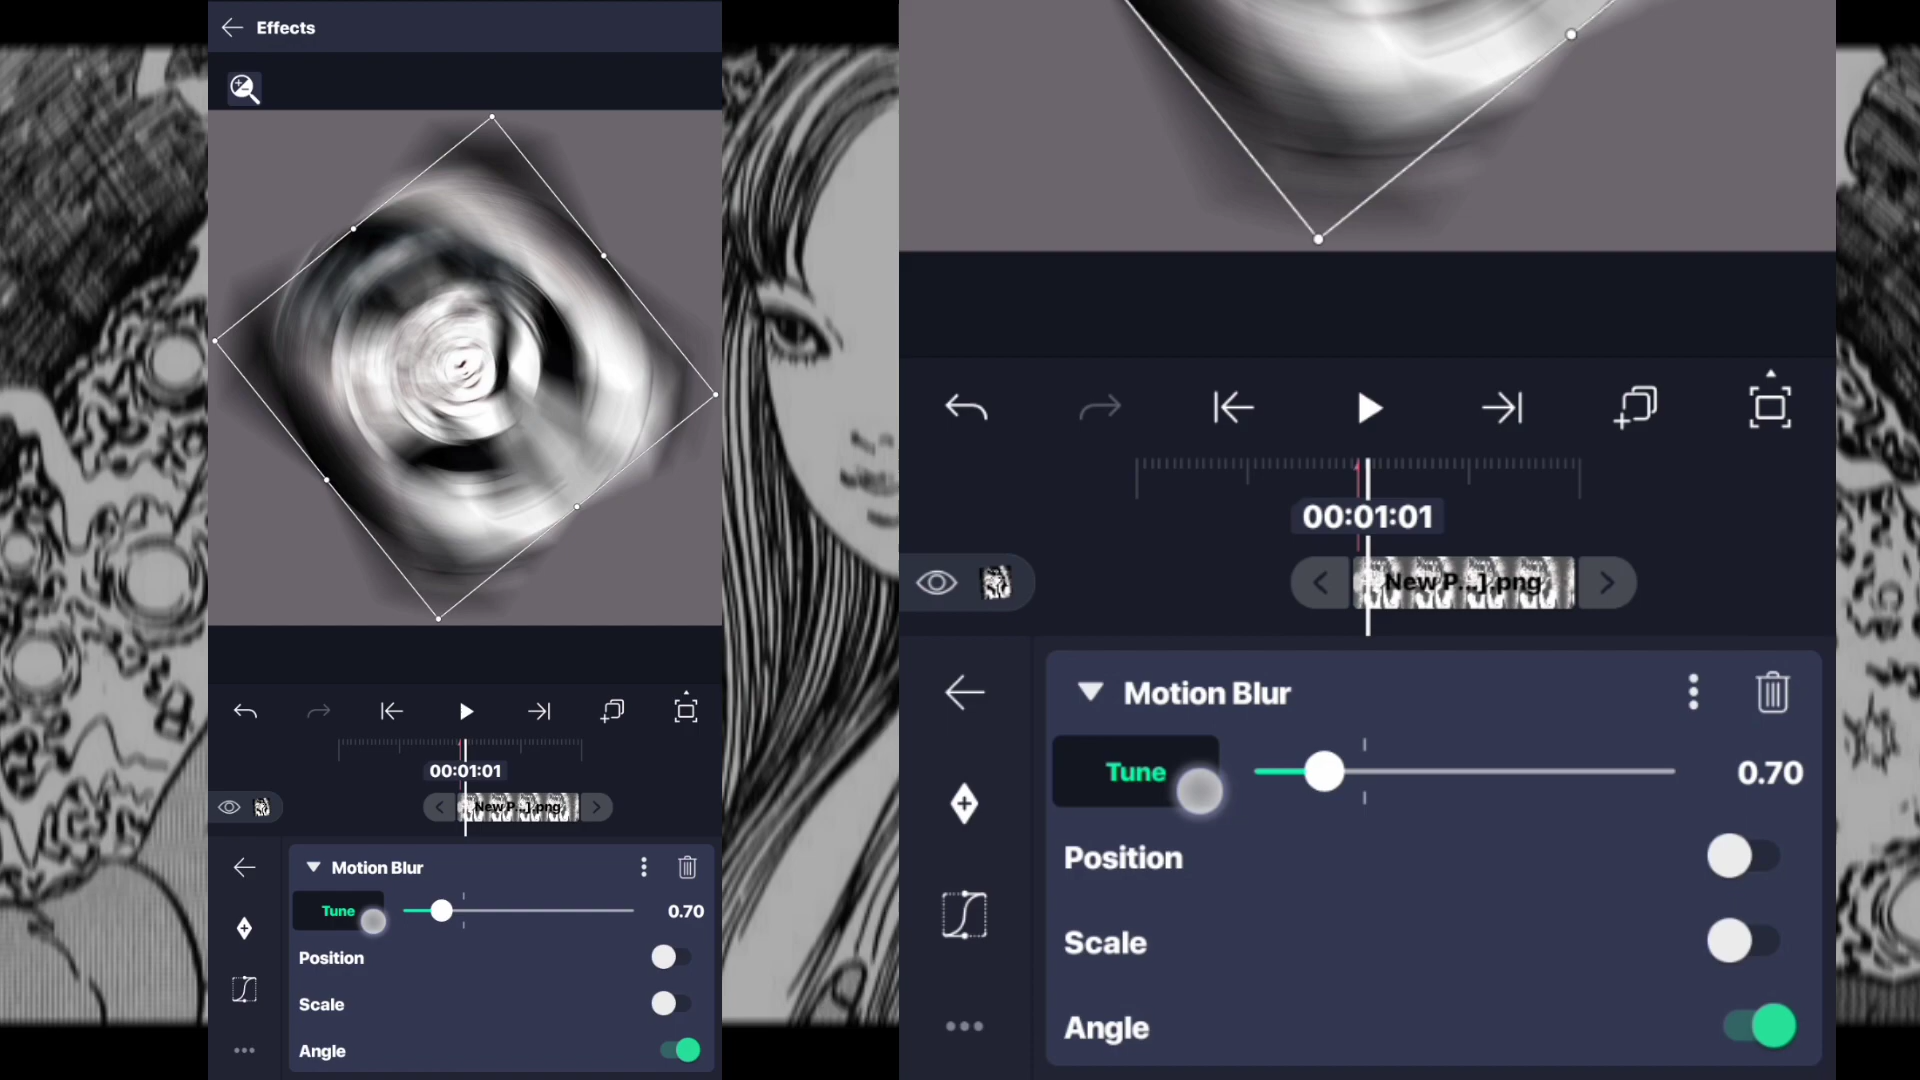 Effects
00:01:01
New P...].png
Motion Blur
Tune
0.70
Position
Scale
Angle
00:01:01
New P...].png
Motion Blur
Tune
0.70
Position
Scale
Angle